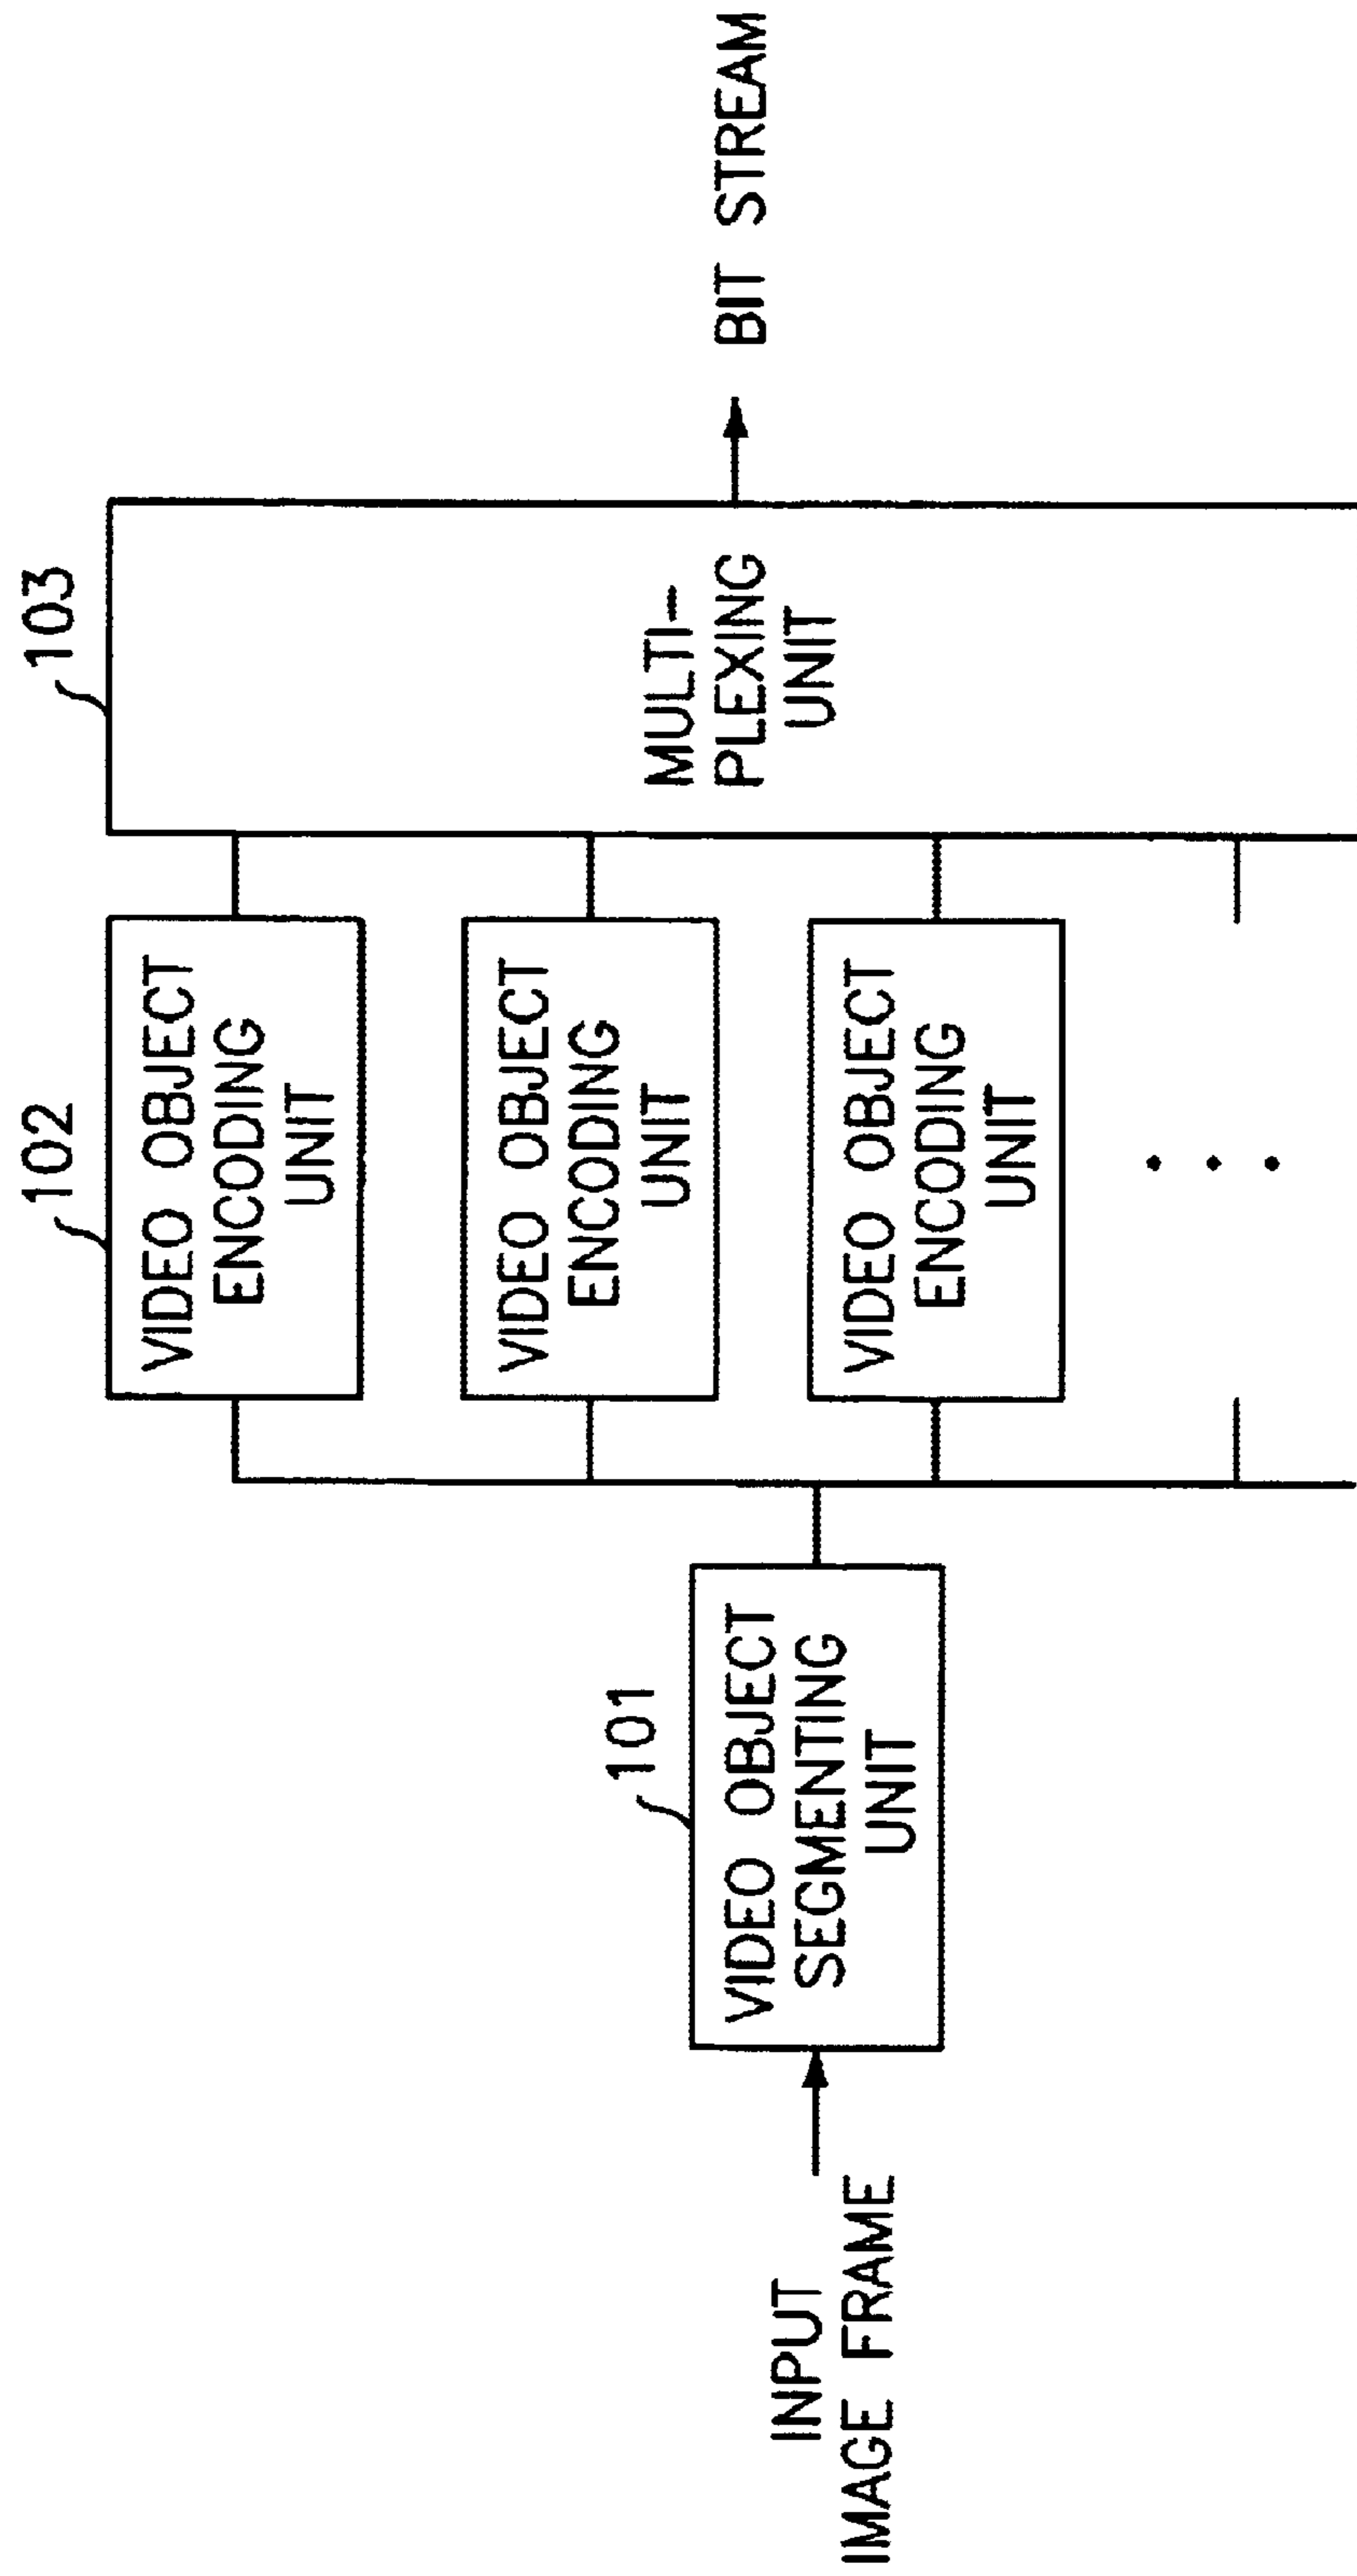 INPUT
IMAGE FRAME
101
VIDEO OBJECT
SEGMENTING
UNIT
102
VIDEO OBJECT
ENCODING
UNIT
VIDEO OBJECT
ENCODING
UNIT
VIDEO OBJECT
ENCODING
UNIT
103
MULTI-
PLEXING
UNIT
BIT STREAM